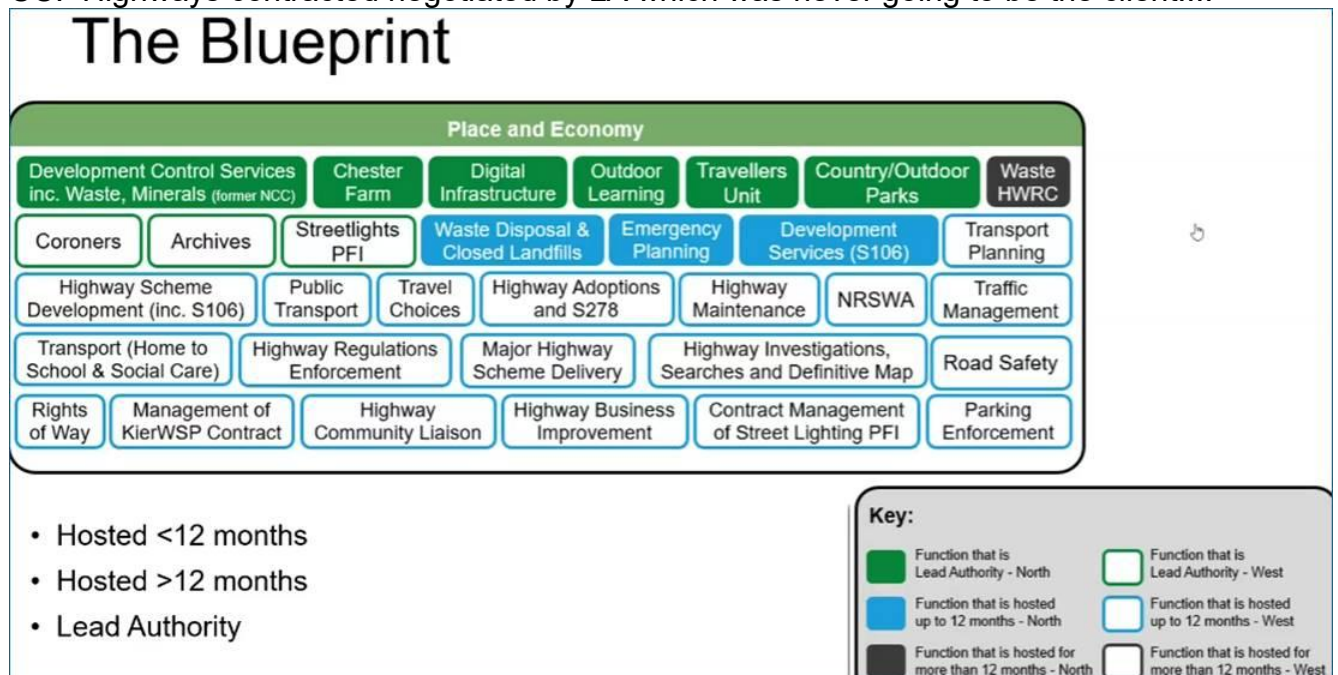 The Blueprint
Place and Economy
Development Control Services
inc. Waste, Minerals (former NCC)
Chester
Farm
Digital
Infrastructure
Outdoor
Learning
Travellers
Unit
Country/Outdoor
Parks
Waste
HWRC
Coroners
Archives
Streetlights
PFI
Waste Disposal &
Closed Landfills
Emergency
Planning
Development
Services (S106)
Transport
Planning
Highway Scheme
Development (inc. S106)
Public
Transport
Travel
Choices
Highway Adoptions
and S278
Highway
Maintenance
NRSWA
Traffic
Management
Transport (Home to
School & Social Care)
Highway Regulations
Enforcement
Major Highway
Scheme Delivery
Highway Investigations,
Searches and Definitive Map
Road Safety
Rights
of Way
Management of
KierWSP Contract
Highway
Community Liaison
Highway Business
Improvement
Contract Management
of Street Lighting PFI
Parking
Enforcement
• Hosted <12 months
• Hosted >12 months
• Lead Authority
Key:
Function that is
Lead Authority - North
Function that is
Lead Authority - West
Function that is hosted
up to 12 months - North
Function that is hosted
up to 12 months - West
Function that is hosted for
more than 12 months - North
Function that is hosted for
more than 12 months - West